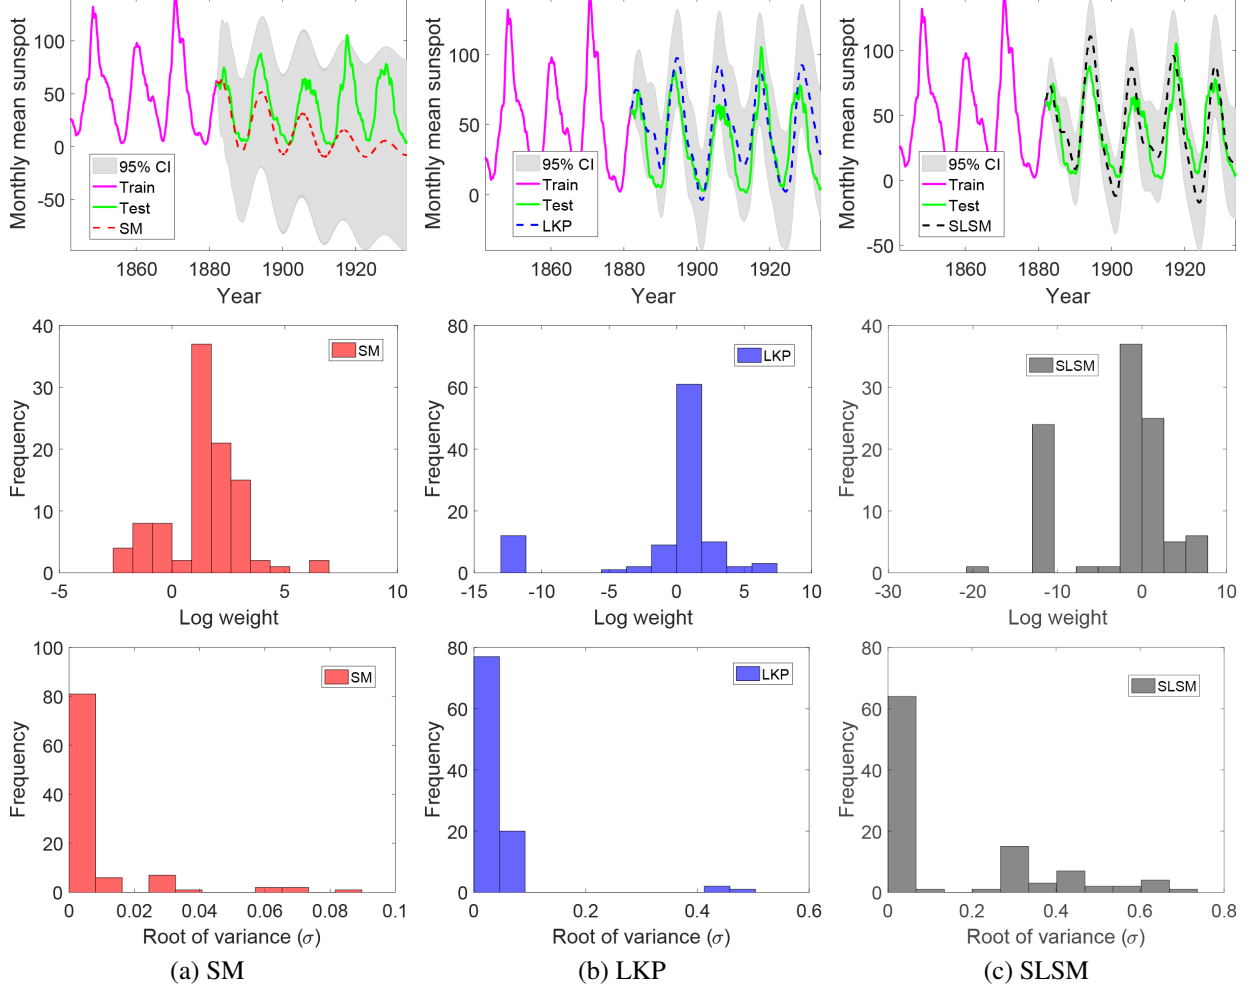 100
50
0
-50
Monthly mean sunspot
95% CI
Train
Test
SM
1860 1880 1900 1920
Year
100
50
0
Monthly mean sunspot
95% CI
Train
Test
LKP
1860 1880 1900 1920
Year
100
50
0
-50
Monthly mean sunspot
95% CI
Train
Test
SLSM
1860 1880 1900 1920
Year
40
30
20
10
0
Frequency
SM
-5 0 5 10
Log weight
80
60
40
20
0
Frequency
LKP
-15 -10 -5 0 5 10
Log weight
40
30
20
10
0
Frequency
SLSM
-30 -20 -10 0 10
Log weight
100
80
60
40
20
0
Frequency
SM
0 0.02 0.04 0.06 0.08 0.1
Root of variance (σ)
80
60
40
20
0
Frequency
LKP
0 0.2 0.4 0.6
Root of variance (σ)
80
60
40
20
0
Frequency
SLSM
0 0.2 0.4 0.6 0.8
Root of variance (σ)
(a) SM
(b) LKP
(c) SLSM